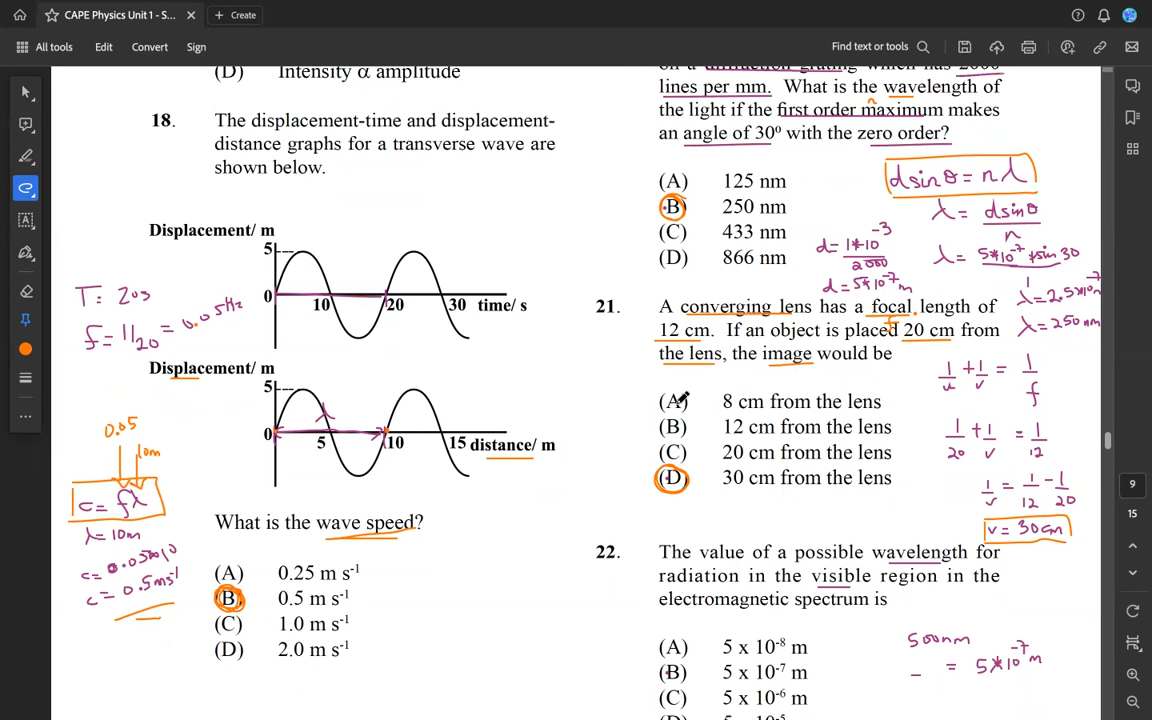 CAPE Physics Unit 1 - S...
Create
All tools
Edit
Convert
Sign
Find text or tools
(D) Intensity α amplitude
18. The displacement-time and displacement-
distance graphs for a transverse wave are
shown below.
Displacement/ m
5
0
10
20
30
time/ s
T: 20s
f = 1/20 = 0.05Hz
Displacement/ m
5
0
λ
5
10
15
distance/ m
0.05
10m
c = fλ
λ = 10m
c = 0.05*10
c = 0.5ms⁻¹
What is the wave speed?
(A) 0.25 m s⁻¹
(B) 0.5 m s⁻¹
(C) 1.0 m s⁻¹
(D) 2.0 m s⁻¹
lines per mm. What is the wavelength of
n
the light if the first order maximum makes
an angle of 30⁰ with the zero order?
(A) 125 nm
(B) 250 nm
(C) 433 nm
(D) 866 nm
dsinθ = nλ
λ = dsinθ
n
d = 1*10⁻³
2000
d = 5*10⁻⁷m
λ = 5*10⁻⁷*sin30
1
λ = 2.5*10⁻⁷m
λ = 250nm
21. A converging lens has a focal length of
f
12 cm. If an object is placed 20 cm from
the lens, the image would be
(A) 8 cm from the lens
(B) 12 cm from the lens
(C) 20 cm from the lens
(D) 30 cm from the lens
1/u + 1/v = 1/f
1/20 + 1/v = 1/12
1/v = 1/12 - 1/20
v = 30cm
22. The value of a possible wavelength for
radiation in the visible region in the
electromagnetic spectrum is
(A) 5 x 10⁻⁸ m
(B) 5 x 10⁻⁷ m
(C) 5 x 10⁻⁶ m
500nm
= 5*10⁻⁷m
9
15